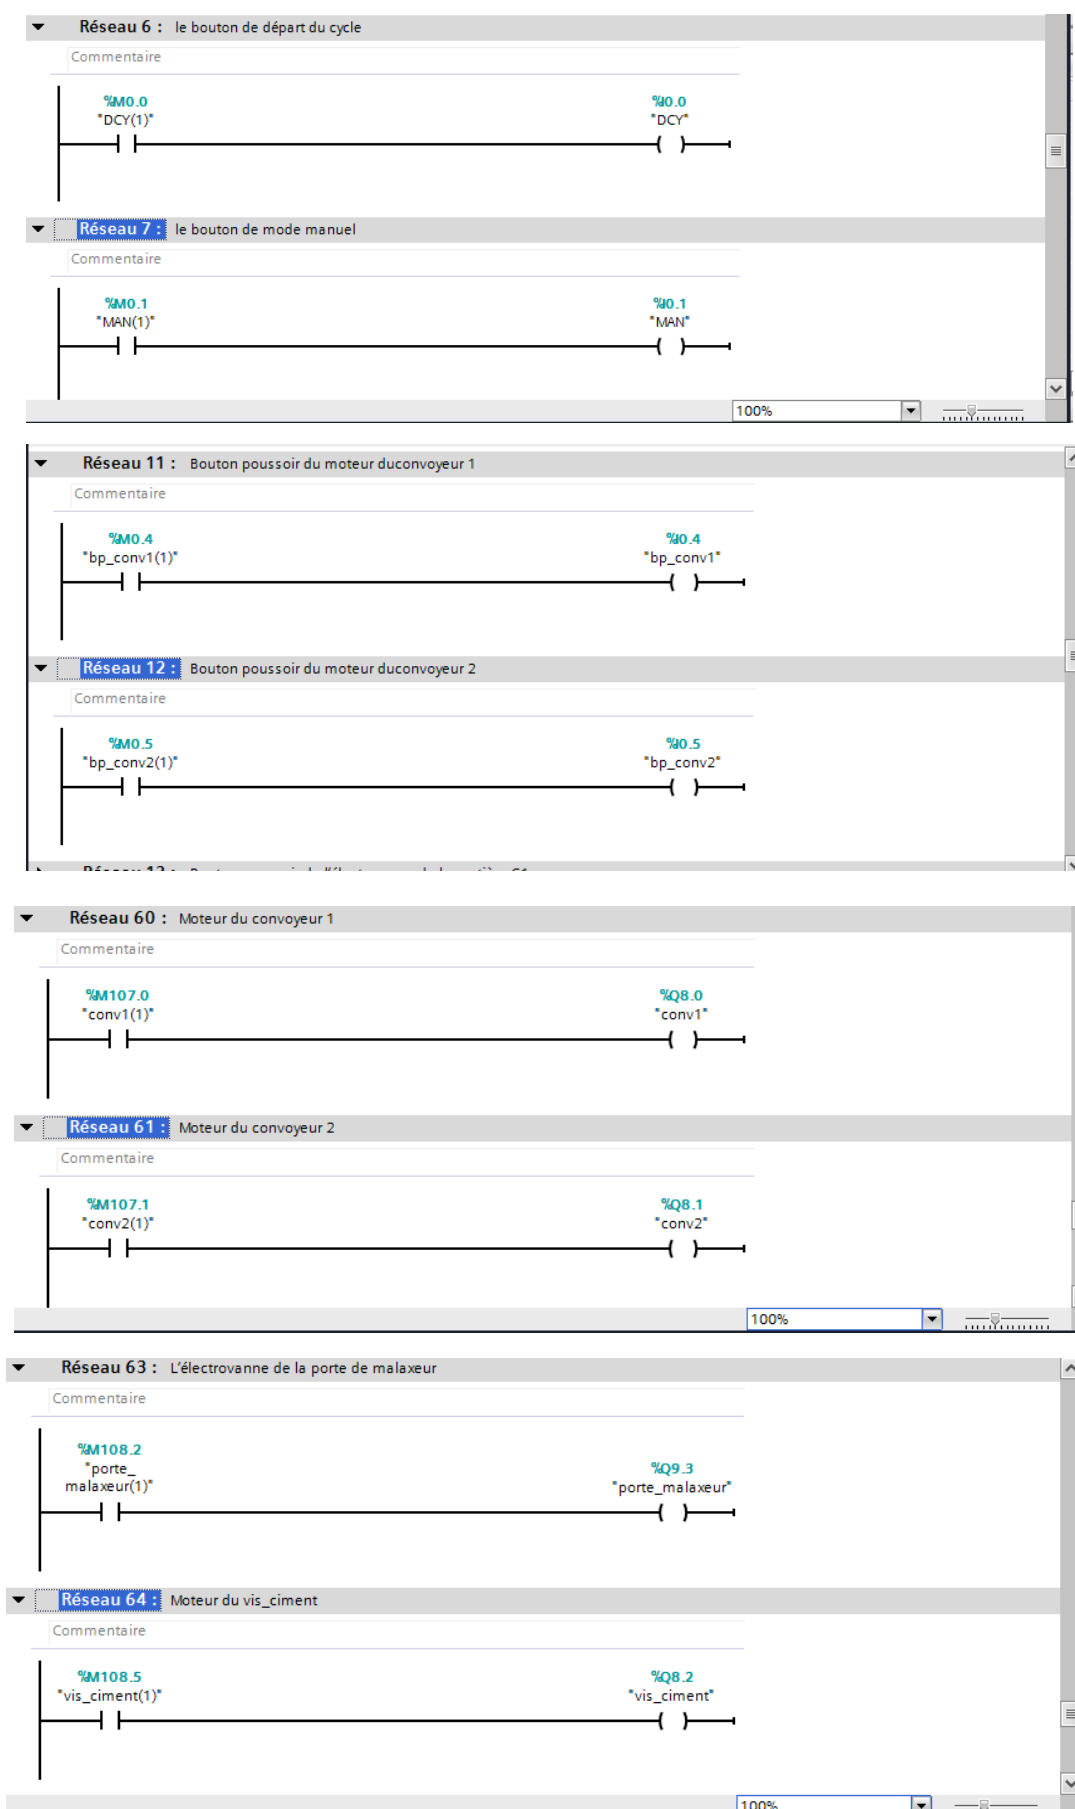 Réseau 6 : le bouton de départ du cycle
Commentaire
%M0.0
"DCY(1)"
%I0.0
"DCY"
Réseau 7 : le bouton de mode manuel
Commentaire
%M0.1
"MAN(1)"
%I0.1
"MAN"
100%
Réseau 11 : Bouton poussoir du moteur duconvoyeur 1
Commentaire
%M0.4
"bp_conv1(1)"
%I0.4
"bp_conv1"
Réseau 12 : Bouton poussoir du moteur duconvoyeur 2
Commentaire
%M0.5
"bp_conv2(1)"
%I0.5
"bp_conv2"
Réseau 60 : Moteur du convoyeur 1
Commentaire
%M107.0
"conv1(1)"
%Q8.0
"conv1"
Réseau 61 : Moteur du convoyeur 2
Commentaire
%M107.1
"conv2(1)"
%Q8.1
"conv2"
100%
Réseau 63 : L'électrovanne de la porte de malaxeur
Commentaire
%M108.2
"porte_
malaxeur(1)"
%Q9.3
"porte_malaxeur"
Réseau 64 : Moteur du vis_ciment
Commentaire
%M108.5
"vis_ciment(1)"
%Q8.2
"vis_ciment"
100%